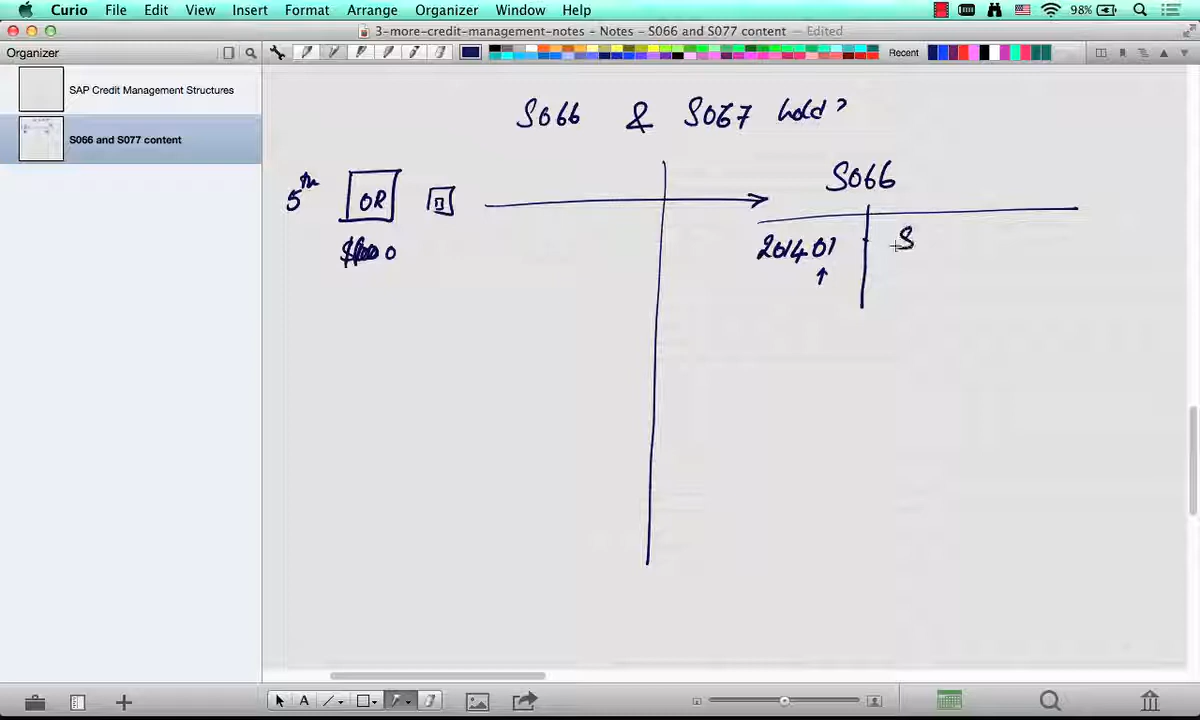 Curio File Edit View Insert Format Arrange Organizer Window Help 98%
3-more-credit-management-notes – Notes – S066 and S077 content — Edited
Organizer
Recent
SAP Credit Management Structures
S066 and S077 content
S066 & S067 hold?
5th OR
S066
201401 S